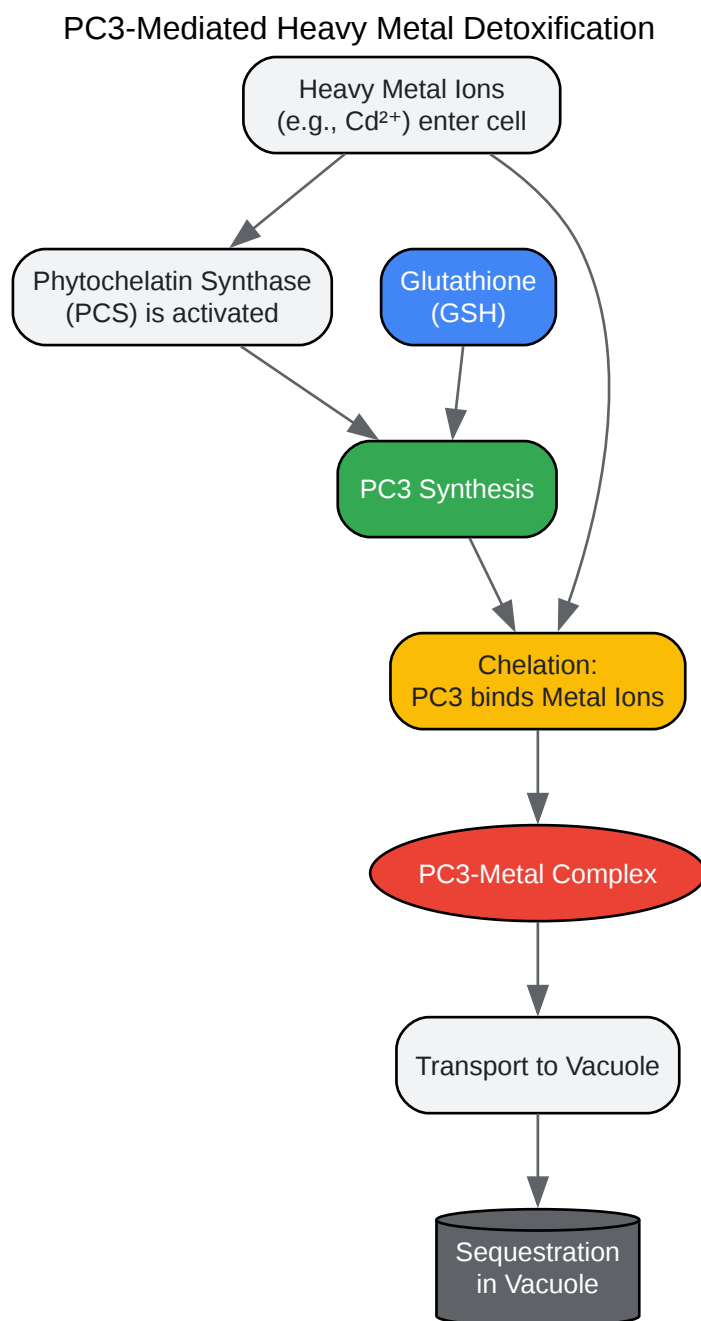 PC3-Mediated Heavy Metal Detoxification
Heavy Metal Ions
(e.g., Cd²⁺) enter cell
Phytochelatin Synthase
(PCS) is activated
Glutathione
(GSH)
PC3 Synthesis
Chelation:
PC3 binds Metal Ions
PC3-Metal Complex
Transport to Vacuole
Sequestration
in Vacuole